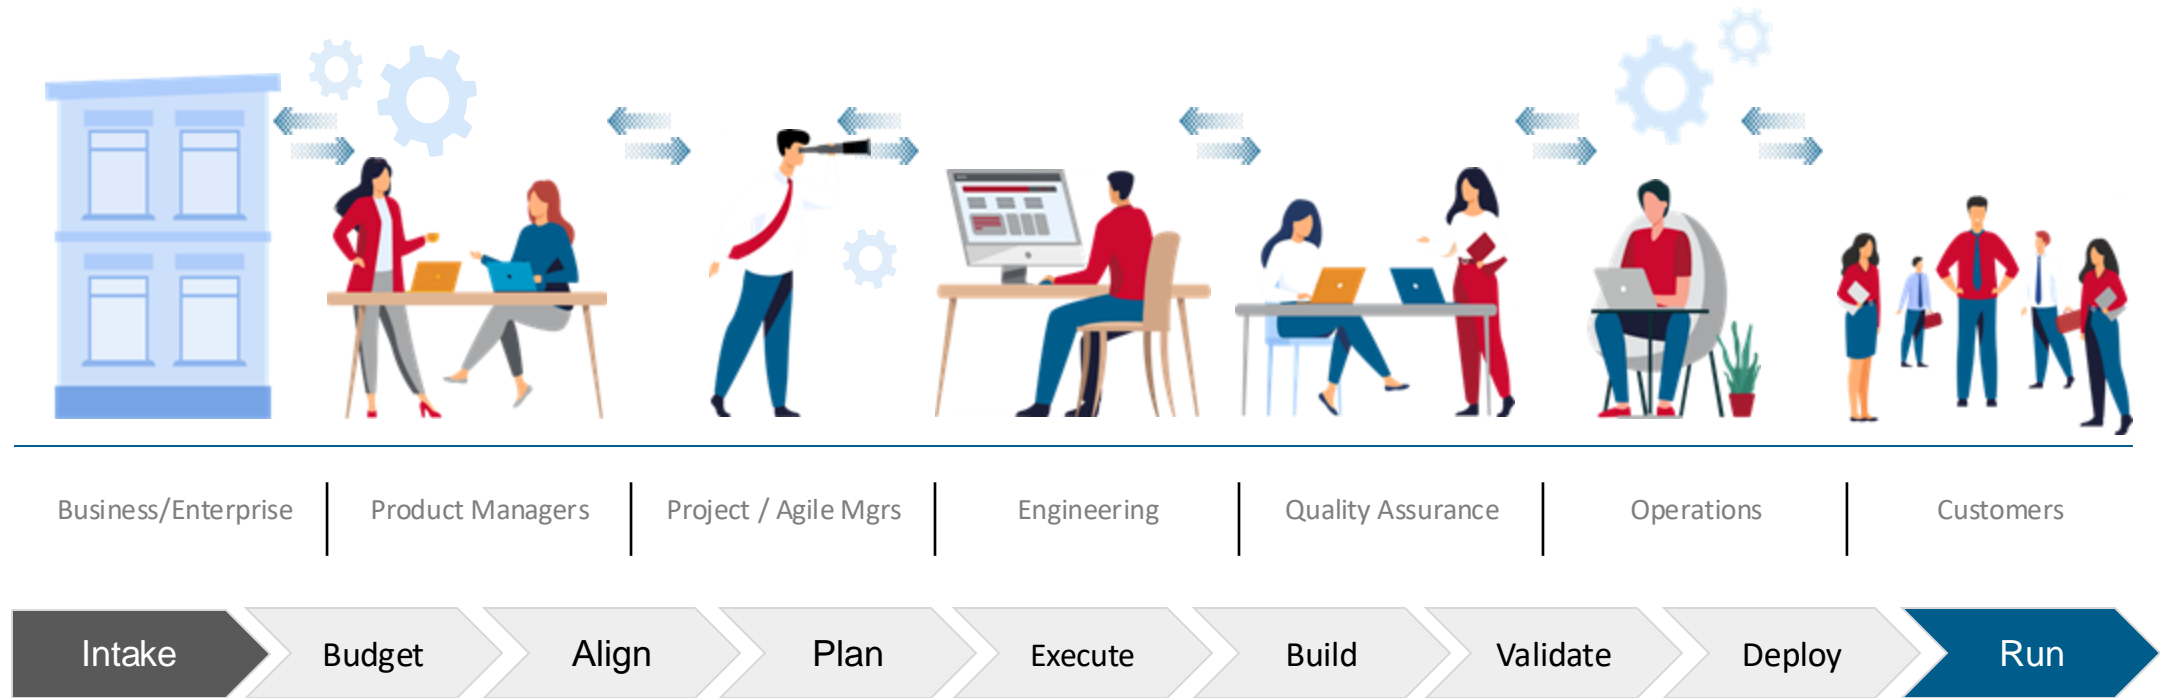 Business/Enterprise
Product Managers
Project / Agile Mgrs
Engineering
Quality Assurance
Operations
Customers
Intake
Budget
Align
Plan
Execute
Build
Validate
Deploy
Run